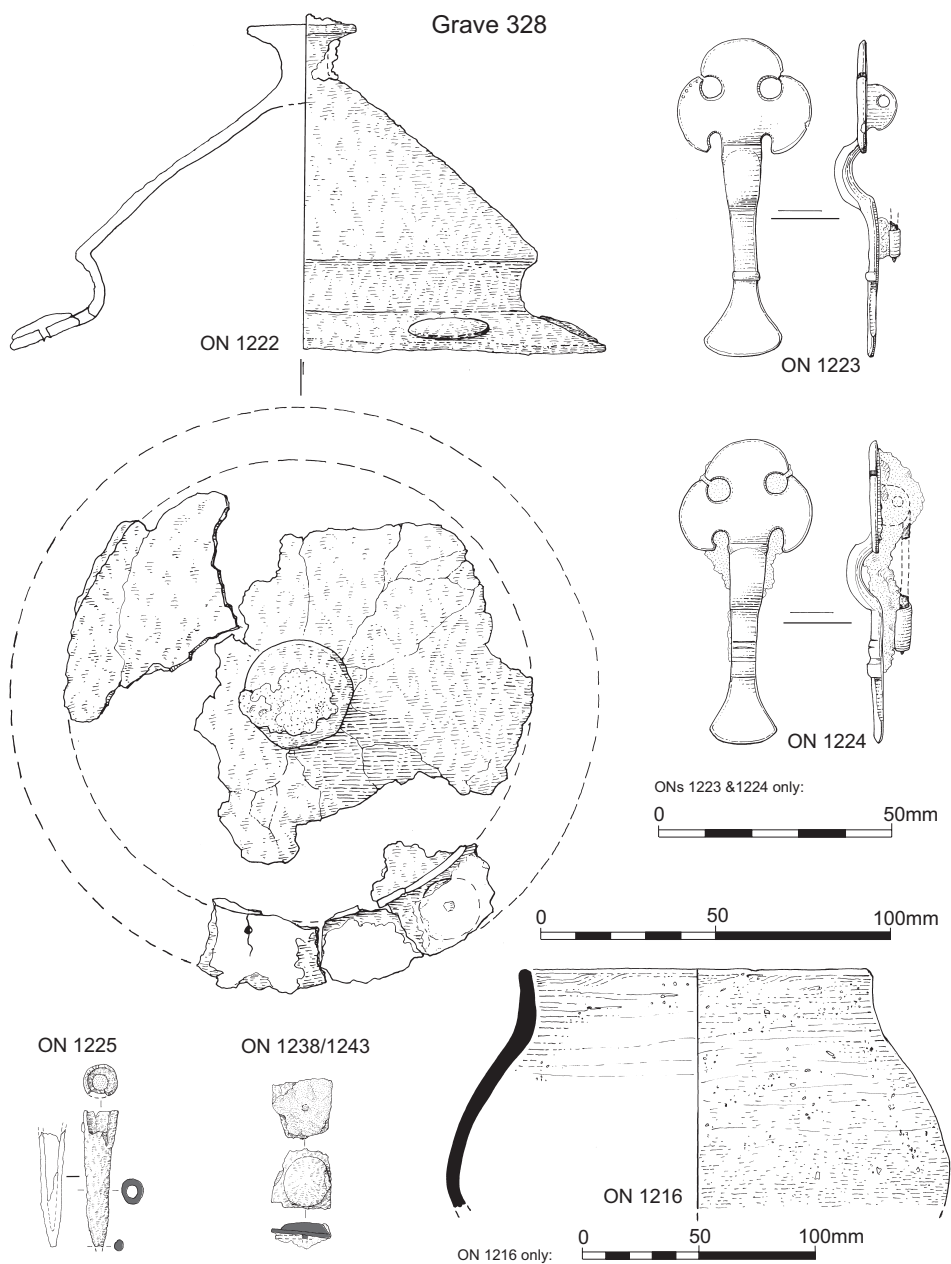 Grave 328
ON 1222
ON 1223
ON 1224
ONs 1223 &1224 only:
0 50mm
0 50 100mm
ON 1225
ON 1238/1243
ON 1216
0 50 100mm
ON 1216 only: